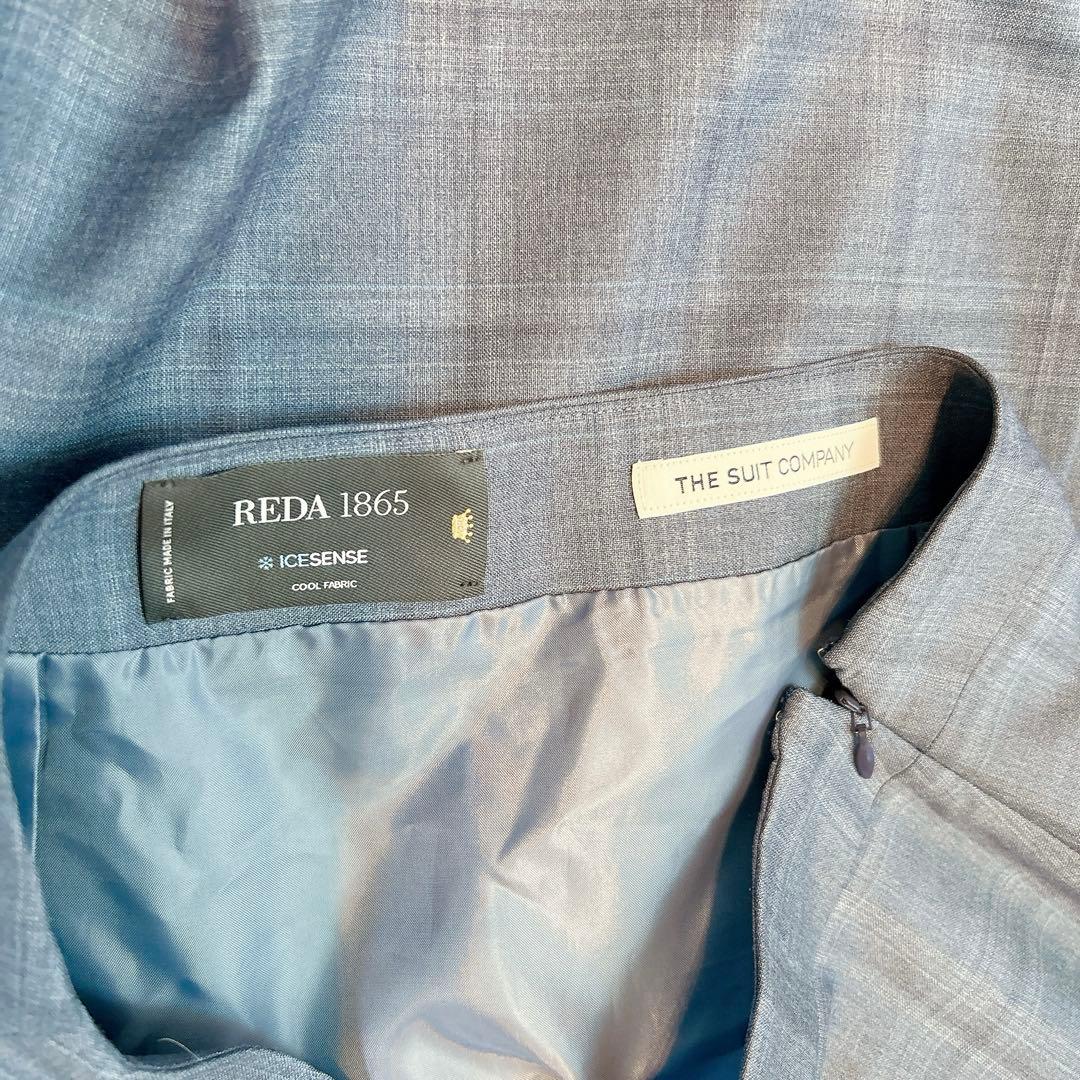 FABRIC MADE IN ITALY
REDA 1865
ICESENSE
COOL FABRIC
THE SUIT COMPANY